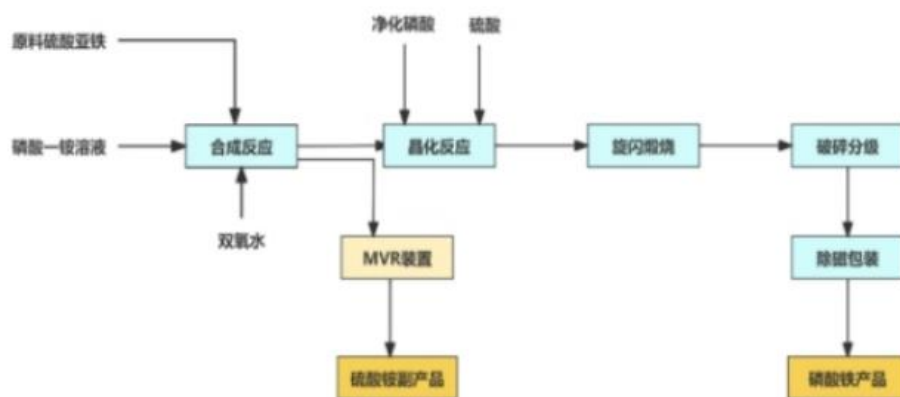 净化磷酸
硫酸
原料硫酸亚铁
磷酸一铵溶液
合成反应
晶化反应
旋闪煅烧
破碎分级
双氧水
MVR装置
除磁包装
硫酸铵副产品
磷酸铁产品